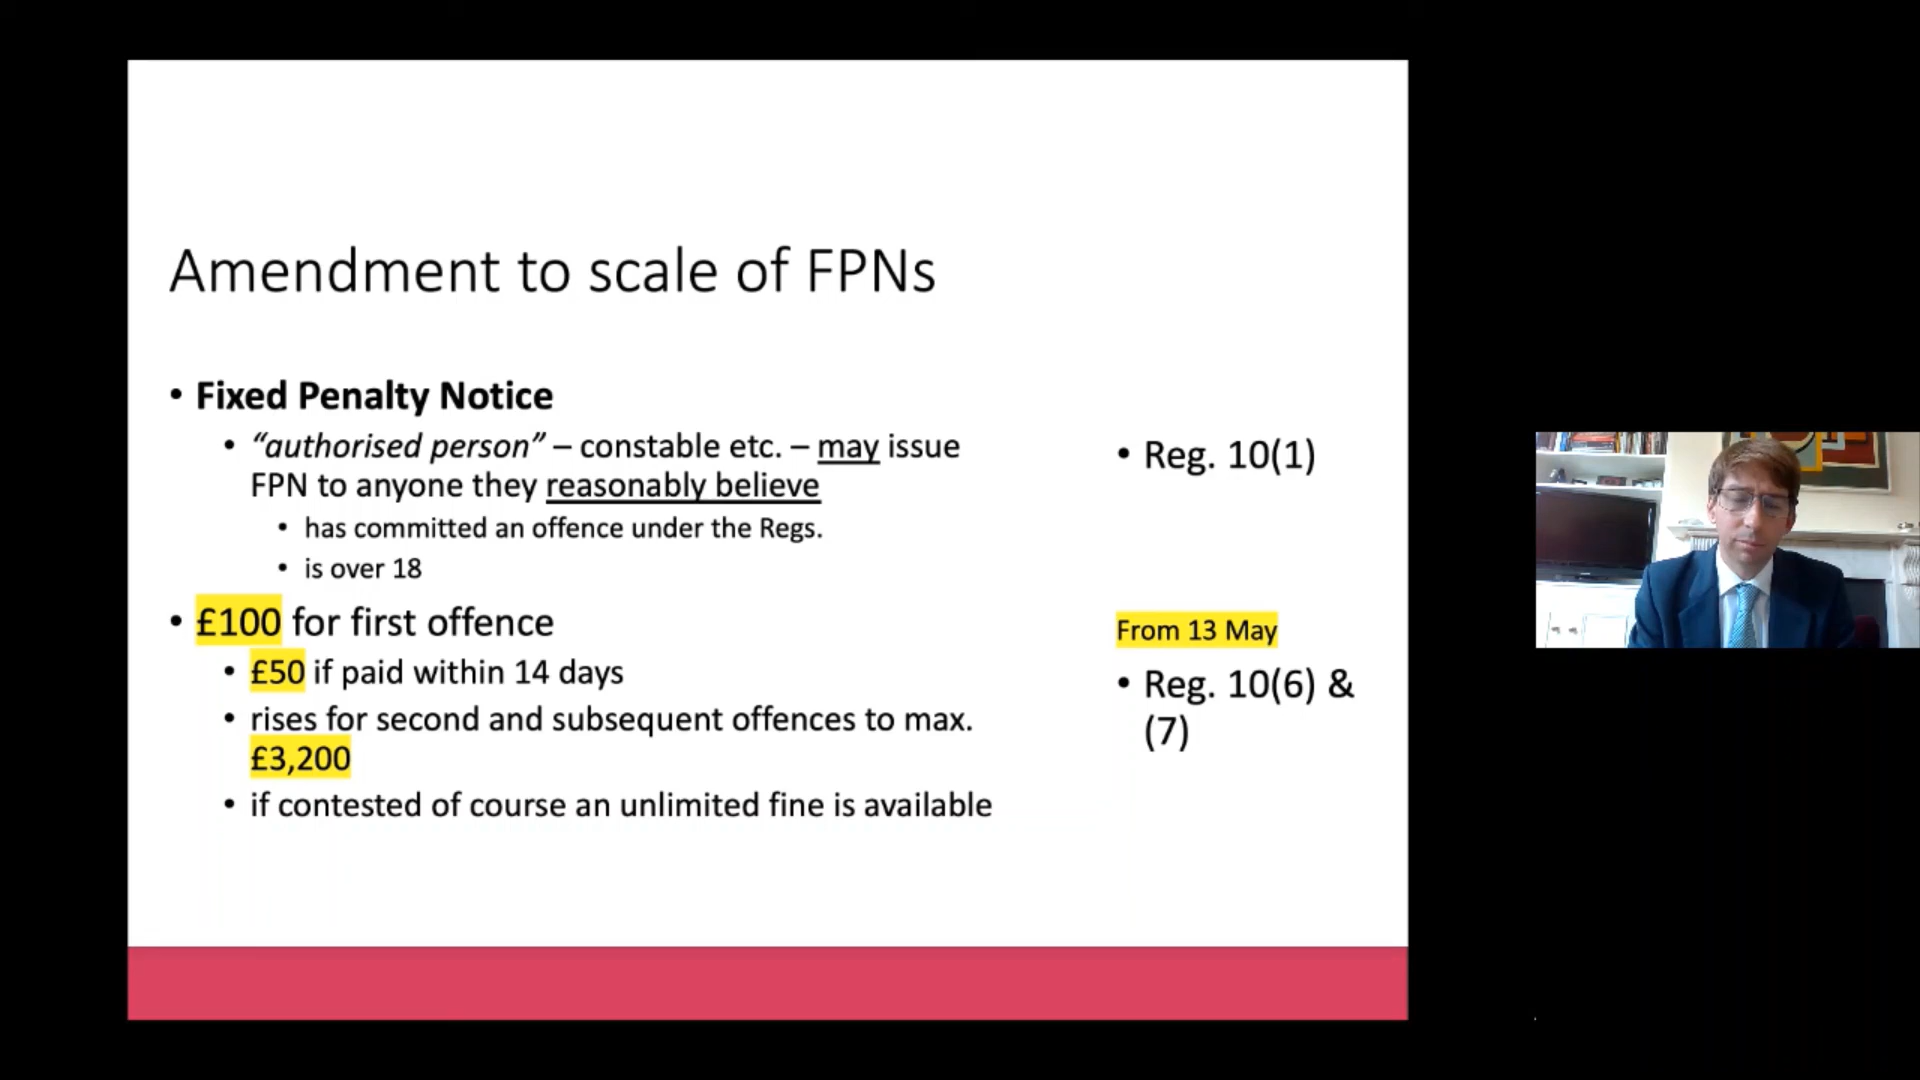 Amendment to scale of FPNs
• Fixed Penalty Notice
• “authorised person” – constable etc. – may issue
FPN to anyone they reasonably believe
• has committed an offence under the Regs.
• is over 18
• £100 for first offence
• £50 if paid within 14 days
• rises for second and subsequent offences to max.
£3,200
• if contested of course an unlimited fine is available
• Reg. 10(1)
From 13 May
• Reg. 10(6) &
(7)